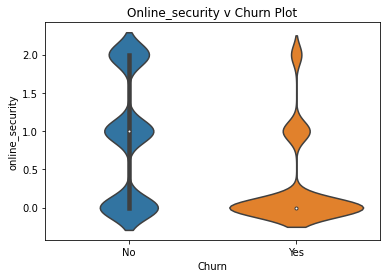 Online_security v Churn Plot
online_security
2.0
1.5
1.0
0.5
0.0
No
Yes
Churn